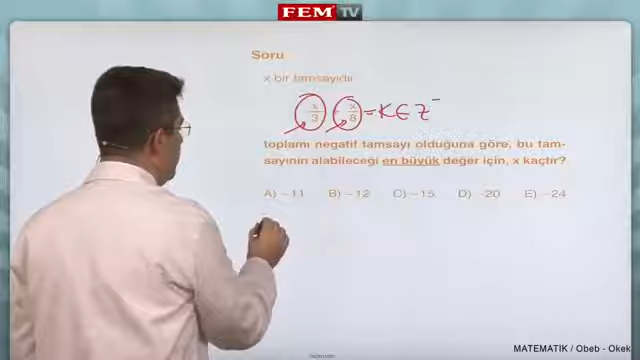 FEM TV
Soru
x bir tamsayıdır
x/3 + x/8 = K ∈ Z⁻
toplamı negatif tamsayı olduğuna göre, bu tam-
sayının alabileceği en büyük değer için, x kaçtır?
A) –11 B) –12 C) –15 D) –20 E) –24
MATEMATIK / Obeb - Okek